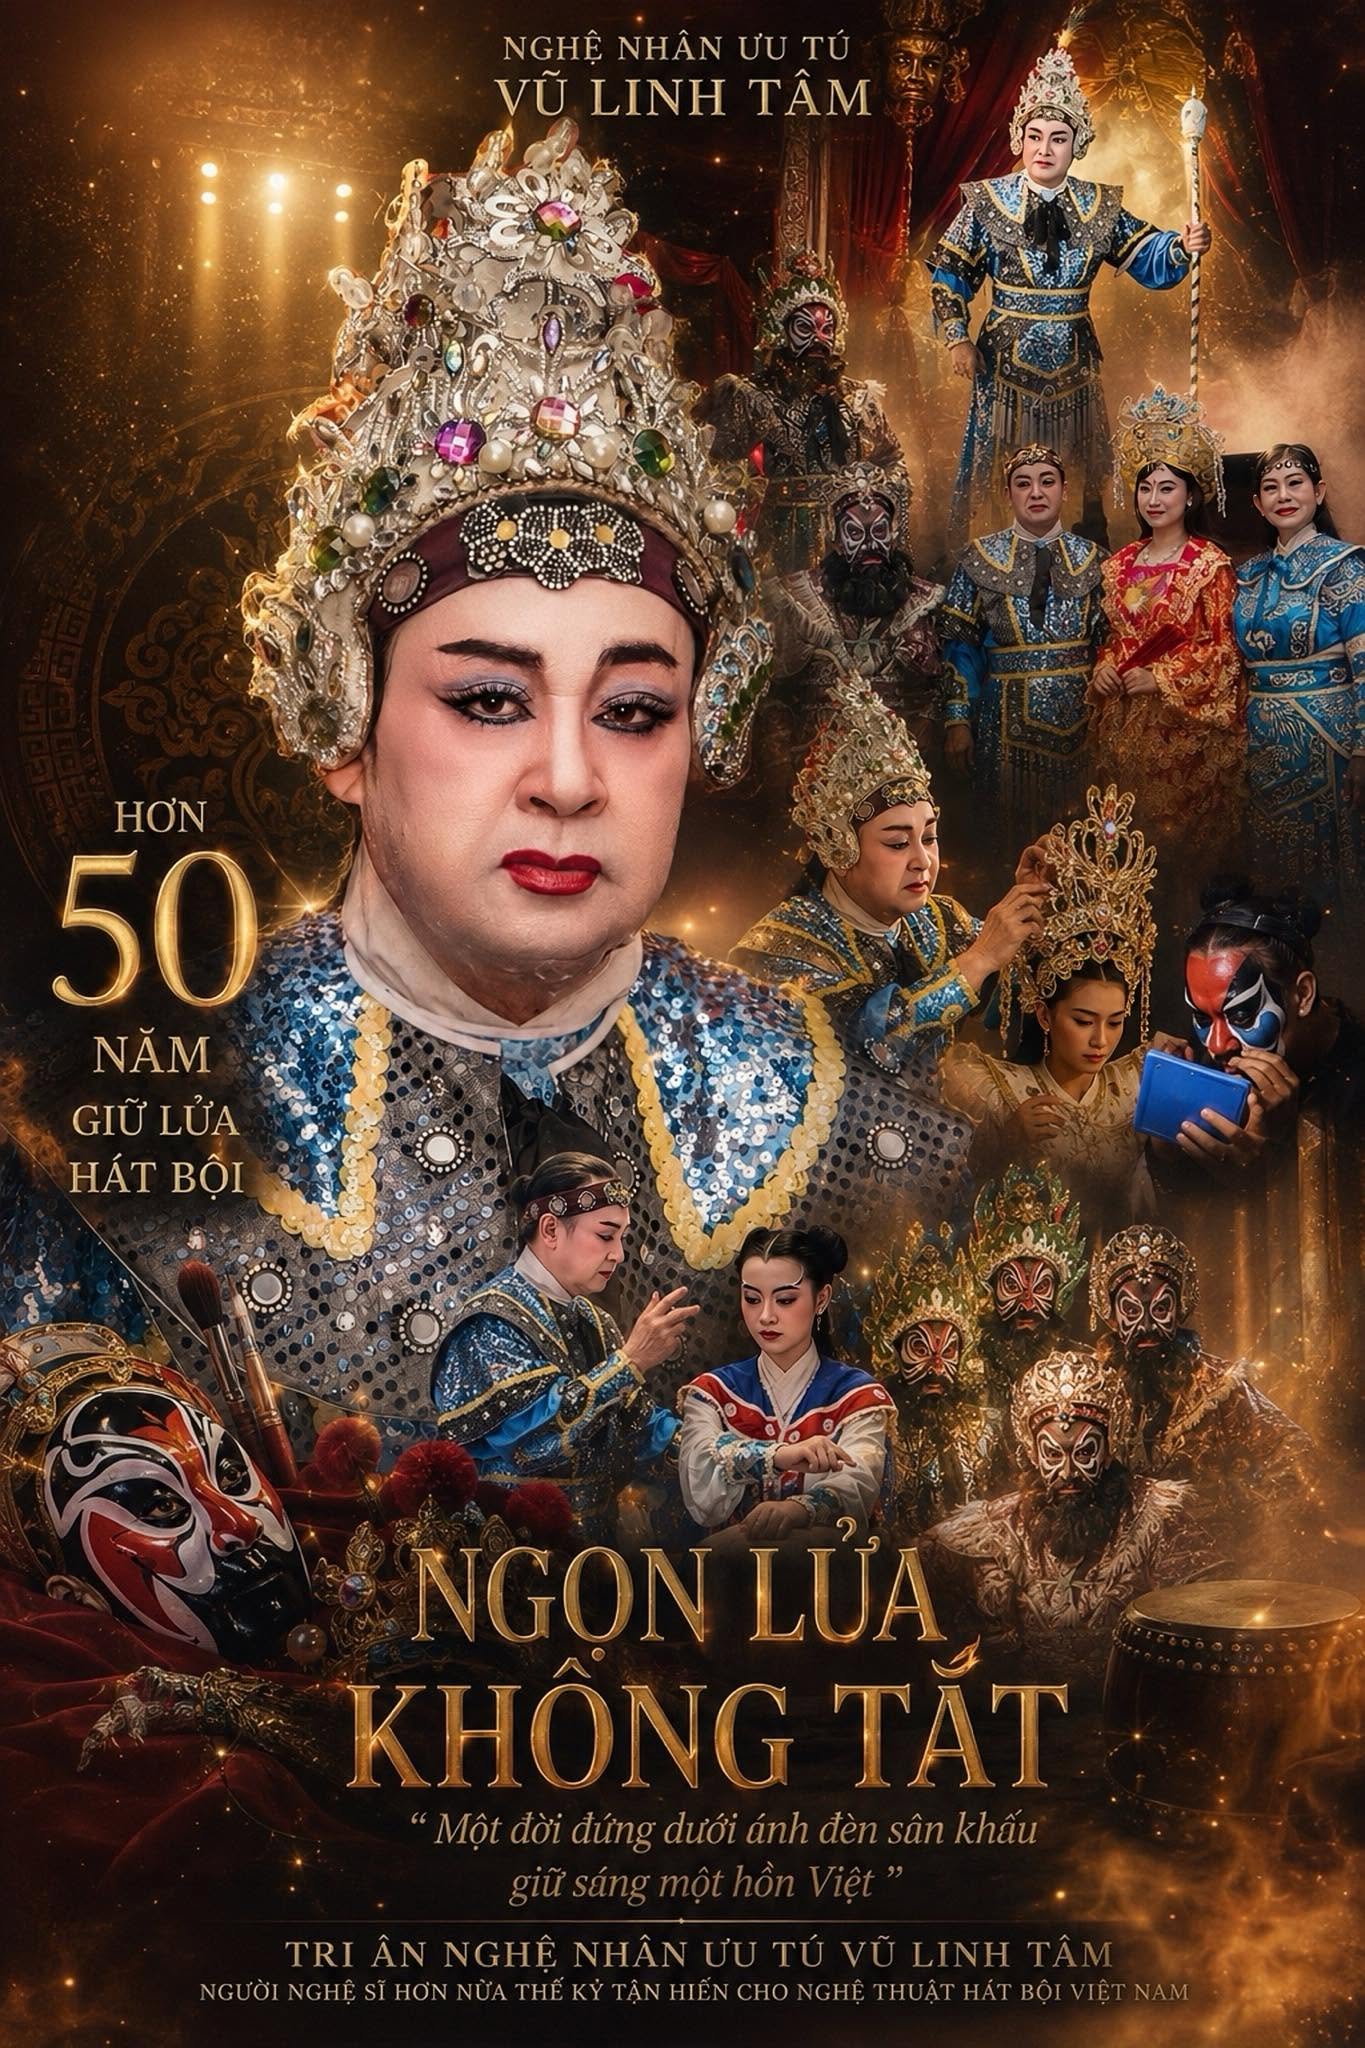 NGHỆ NHÂN ƯU TÚ
VŨ LINH TÂM
HƠN
50
NĂM
GIỮ LỬA
HÁT BỘI
NGỌN LỬA
KHÔNG TẮT
“ Một đời đứng dưới ánh đèn sân khấu
giữ sáng một hồn Việt ”
TRI ÂN NGHỆ NHÂN ƯU TÚ VŨ LINH TÂM
NGƯỜI NGHỆ SĨ HƠN NỬA THẾ KỶ TẬN HIẾN CHO NGHỆ THUẬT HÁT BỘI VIỆT NAM